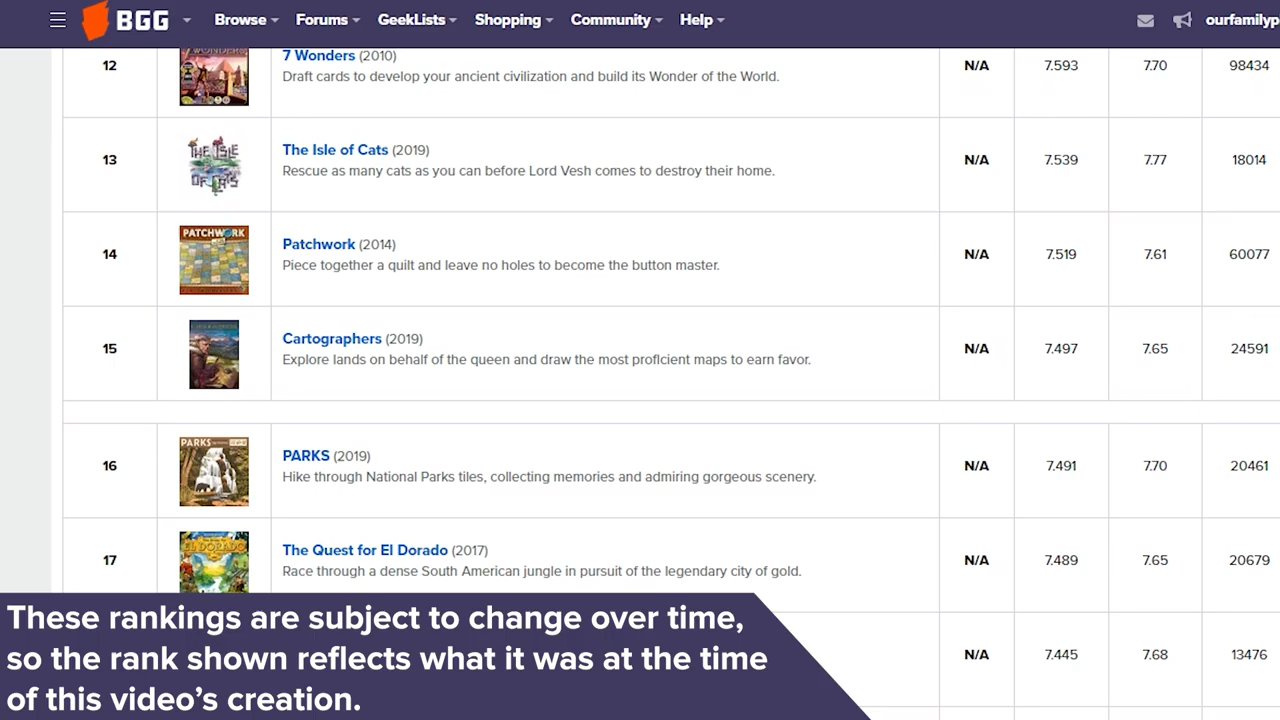 BGG Browse Forums GeekLists Shopping Community Help ourfamilyp
12 7 WONDERS 7 Wonders (2010) N/A 7.593 7.70 98434
Draft cards to develop your ancient civilization and build its Wonder of the World.
13 THE ISLE OF CATS The Isle of Cats (2019) N/A 7.539 7.77 18014
Rescue as many cats as you can before Lord Vesh comes to destroy their home.
14 PATCHWORK Patchwork (2014) N/A 7.519 7.61 60077
Piece together a quilt and leave no holes to become the button master.
15 Cartographers (2019) N/A 7.497 7.65 24591
Explore lands on behalf of the queen and draw the most proficient maps to earn favor.
16 PARKS PARKS (2019) N/A 7.491 7.70 20461
Hike through National Parks tiles, collecting memories and admiring gorgeous scenery.
17 EL DORADO The Quest for El Dorado (2017) N/A 7.489 7.65 20679
Race through a dense South American jungle in pursuit of the legendary city of gold.
N/A 7.445 7.68 13476
These rankings are subject to change over time,
so the rank shown reflects what it was at the time
of this video's creation.